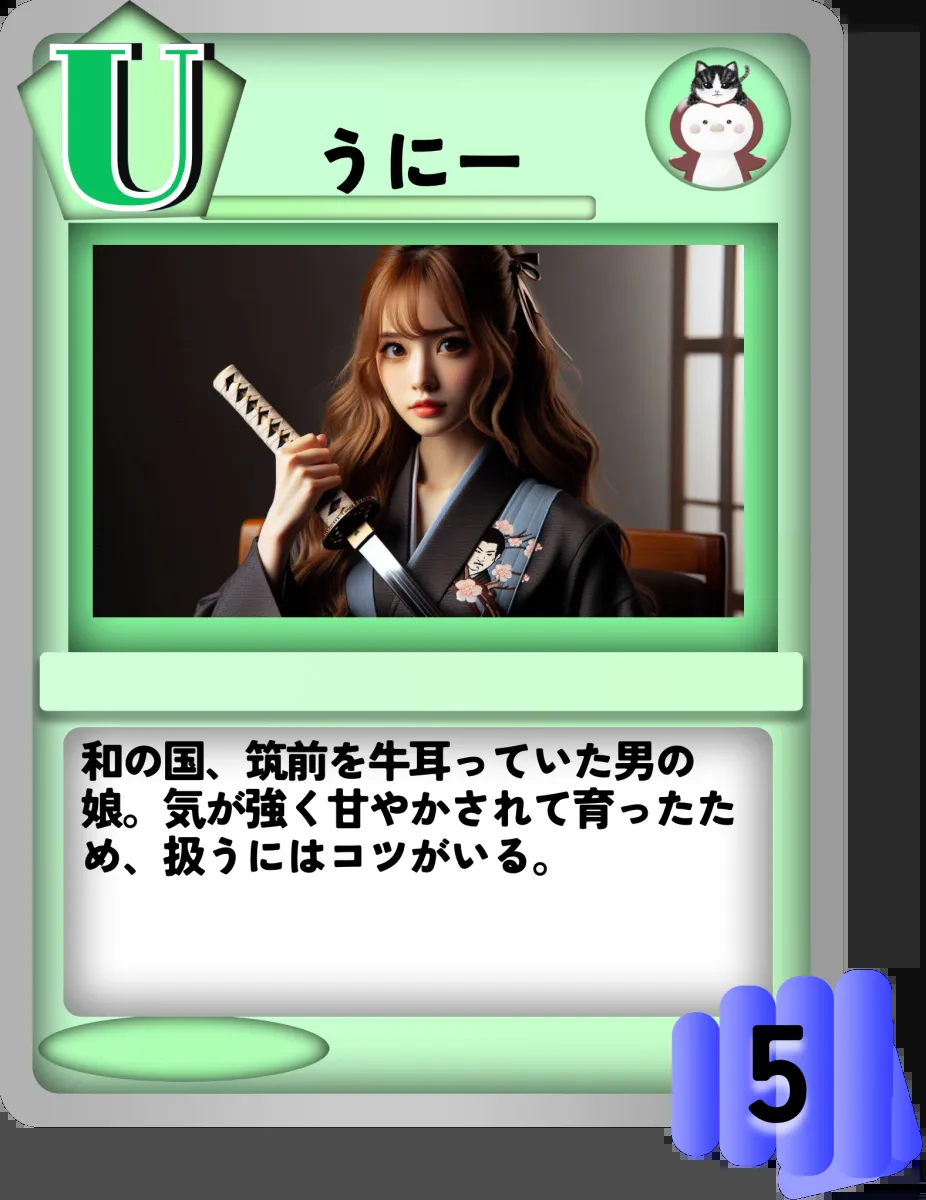 U
うにー
和の国、筑前を牛耳っていた男の
娘。気が強く甘やかされて育ったた
め、扱うにはコツがいる。
5